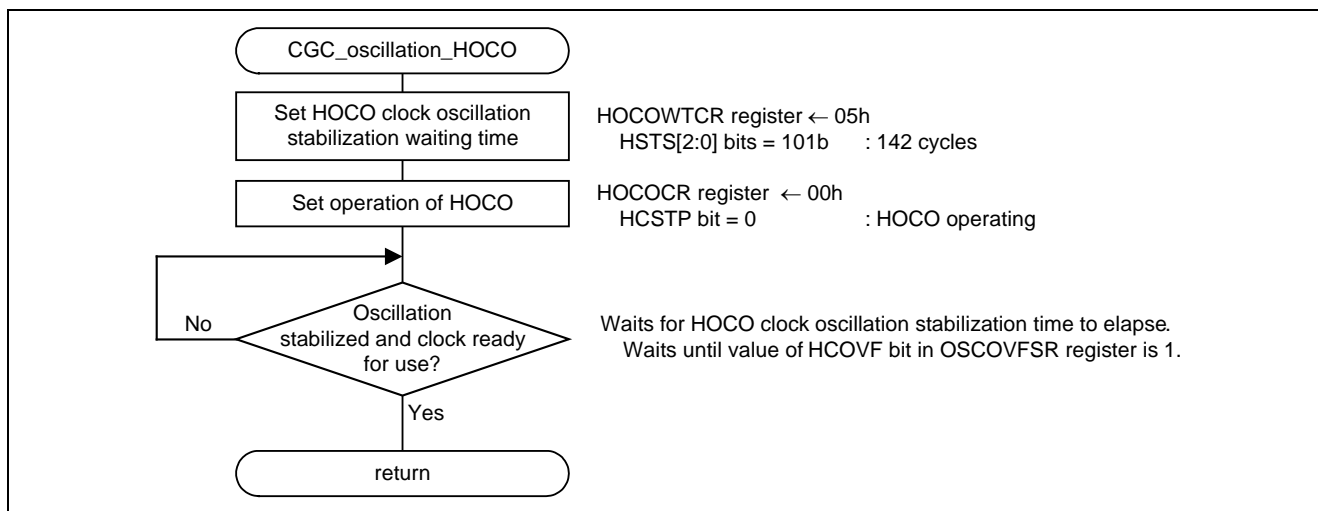 CGC_oscillation_HOCO
Set HOCO clock oscillation
stabilization waiting time
HOCOWTCR register ← 05h
HSTS[2:0] bits = 101b : 142 cycles
Set operation of HOCO
HOCOCR register ← 00h
HCSTP bit = 0 : HOCO operating
Oscillation
stabilized and clock ready
for use?
No
Waits for HOCO clock oscillation stabilization time to elapse.
Waits until value of HCOVF bit in OSCOVFSR register is 1.
Yes
return